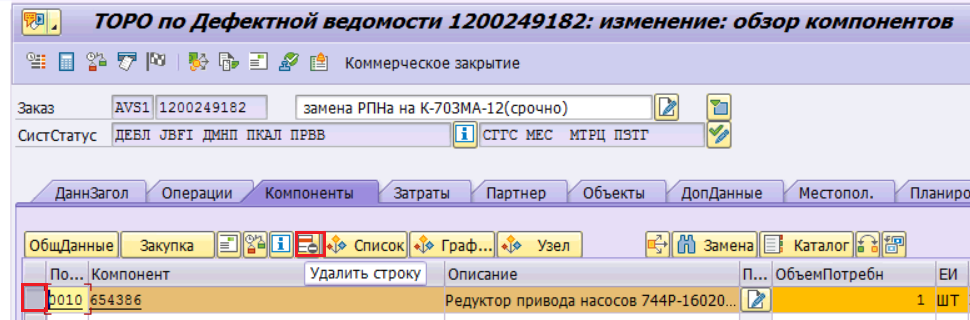 ТОРО по Дефектной ведомости 1200249182: изменение: обзор компонентов
Коммерческое закрытие
Заказ AVS1 1200249182 замена РПНа на К-703МА-12(срочно)
СистСтатус ДЕБЛ JBFI ДМНП ПКАЛ ПРВВ СГГС МЕС МТРЦ ПЗТГ
ДаннЗагол Операции Компоненты Затраты Партнер Объекты ДопДанные Местопол. Планиро
ОбщДанные Закупка Список Граф... Узел Замена Каталог
По... Компонент Удалить строку Описание П... ОбъемПотребн ЕИ
0010 654386 Редуктор привода насосов 744Р-16020... 1 ШТ